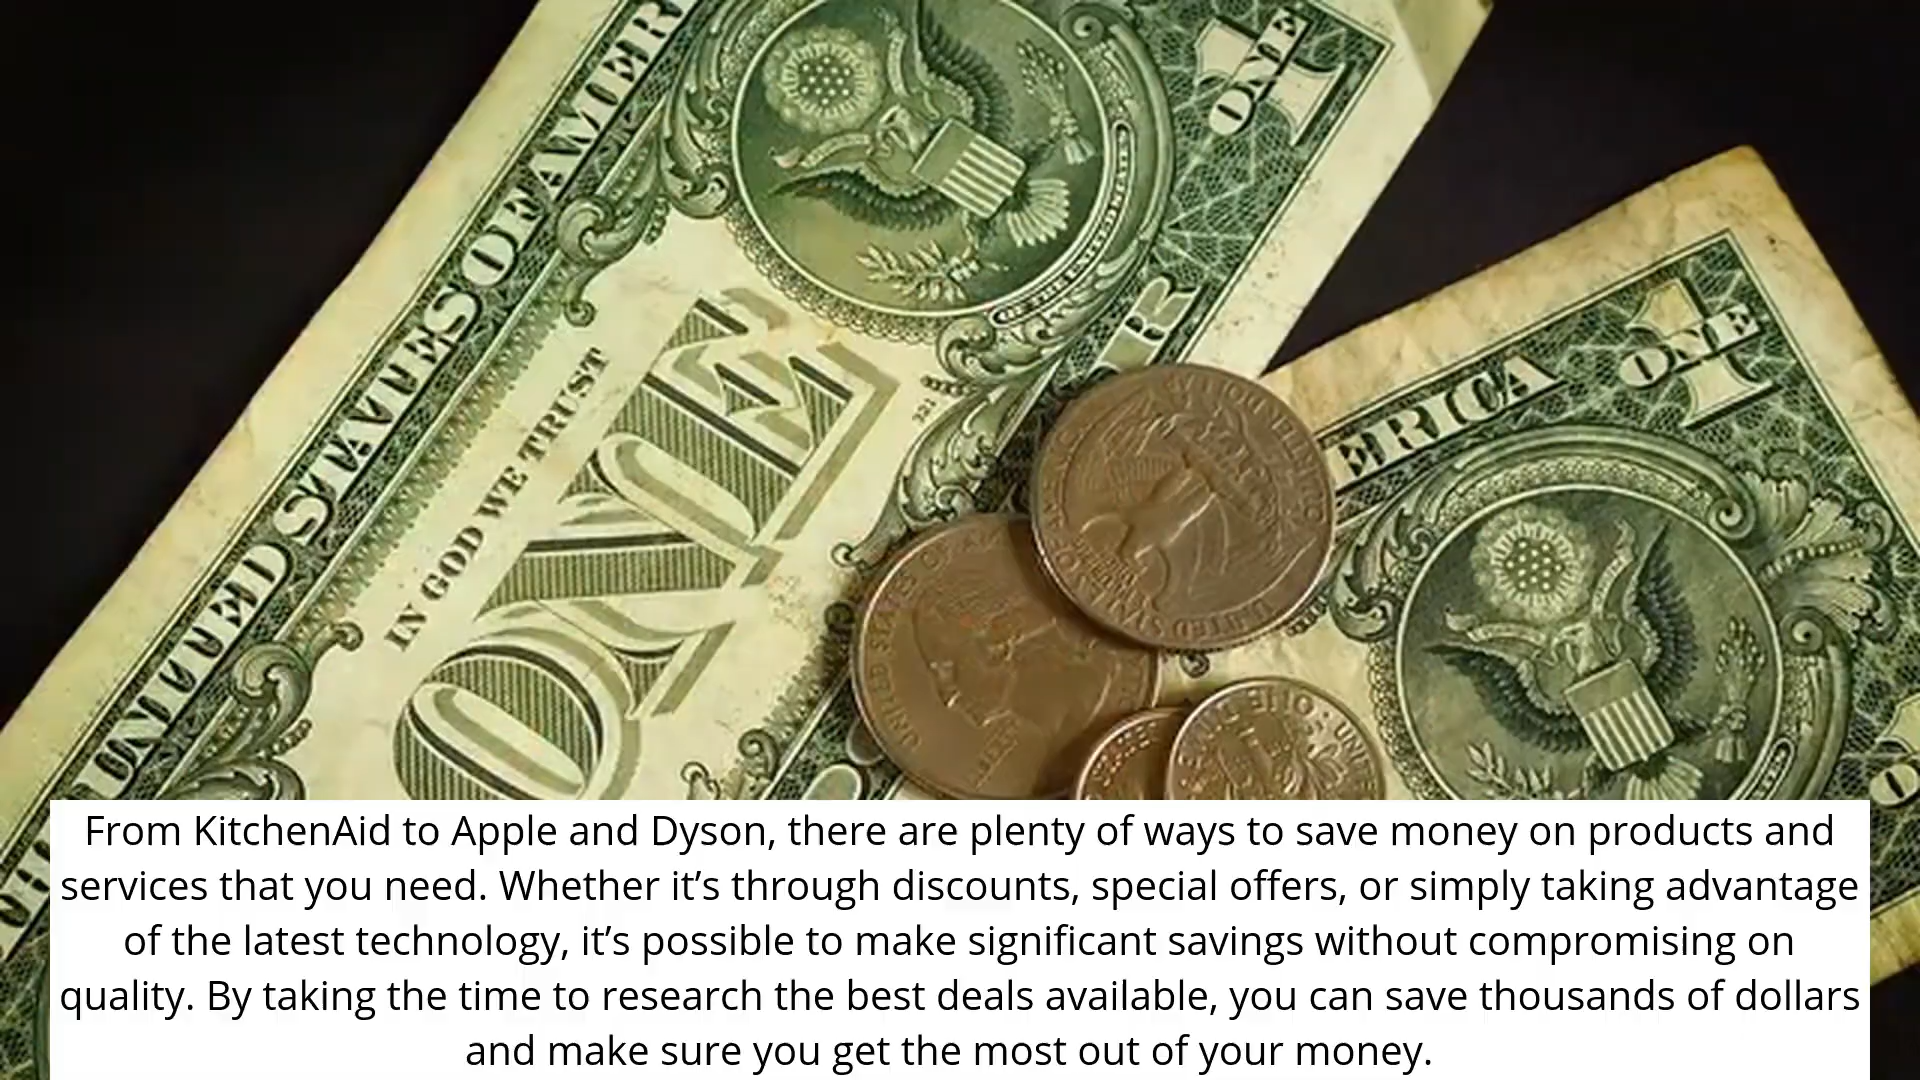 UNITED STATES OF AMER
IN GOD WE TRUST
ONE
ONE
ERICA
ONE
From KitchenAid to Apple and Dyson, there are plenty of ways to save money on products and
services that you need. Whether it’s through discounts, special offers, or simply taking advantage
of the latest technology, it’s possible to make significant savings without compromising on
quality. By taking the time to research the best deals available, you can save thousands of dollars
and make sure you get the most out of your money.